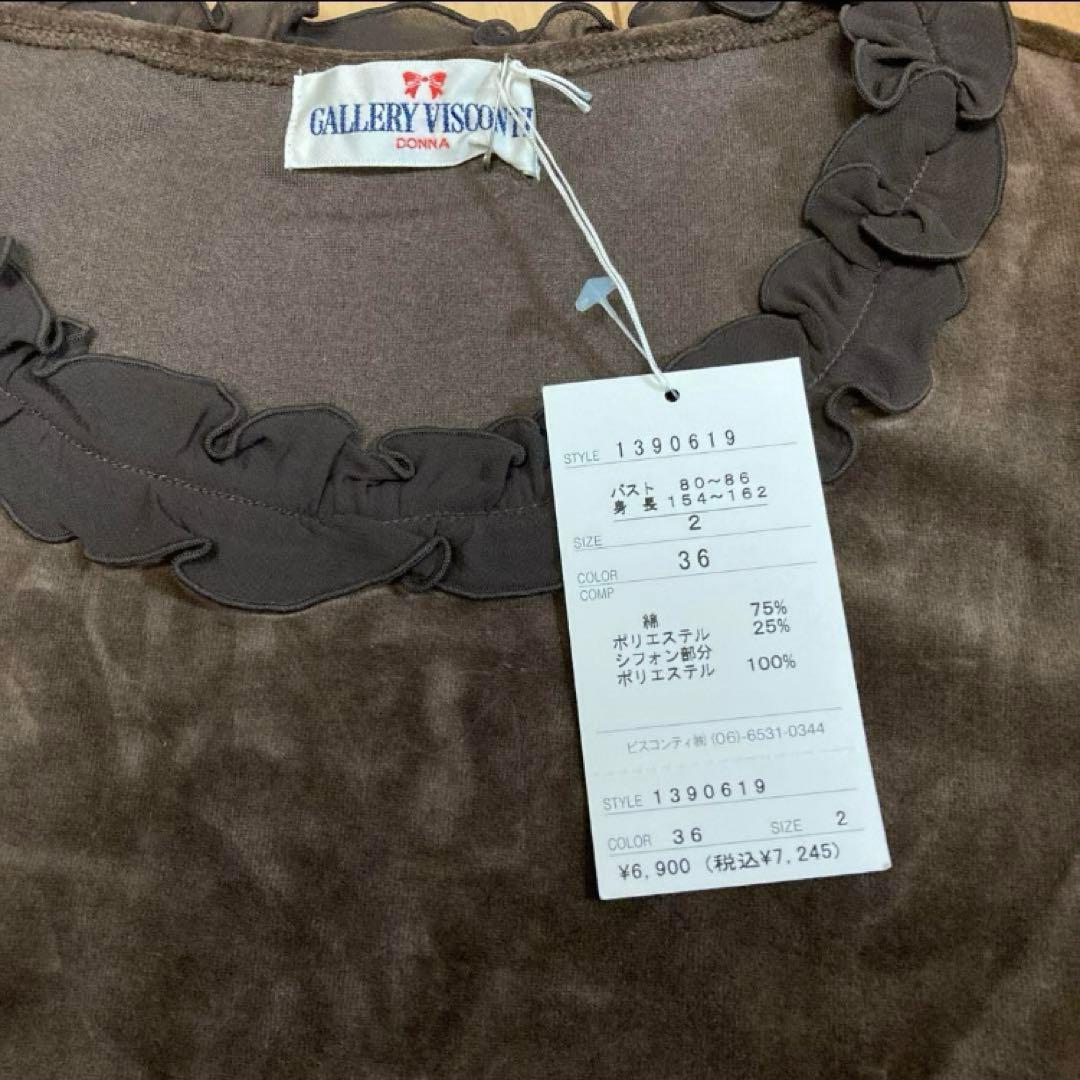 GALLERY VISCONTI
DONNA
STYLE 1390619
バスト 80～86
身長 154～162
SIZE 2
COLOR 36
COMP
綿 75%
ポリエステル 25%
シフォン部分
ポリエステル 100%
ビスコンティ㈱ (06)-6531-0344
STYLE 1390619
COLOR 36 SIZE 2
¥6,900 (税込¥7,245)